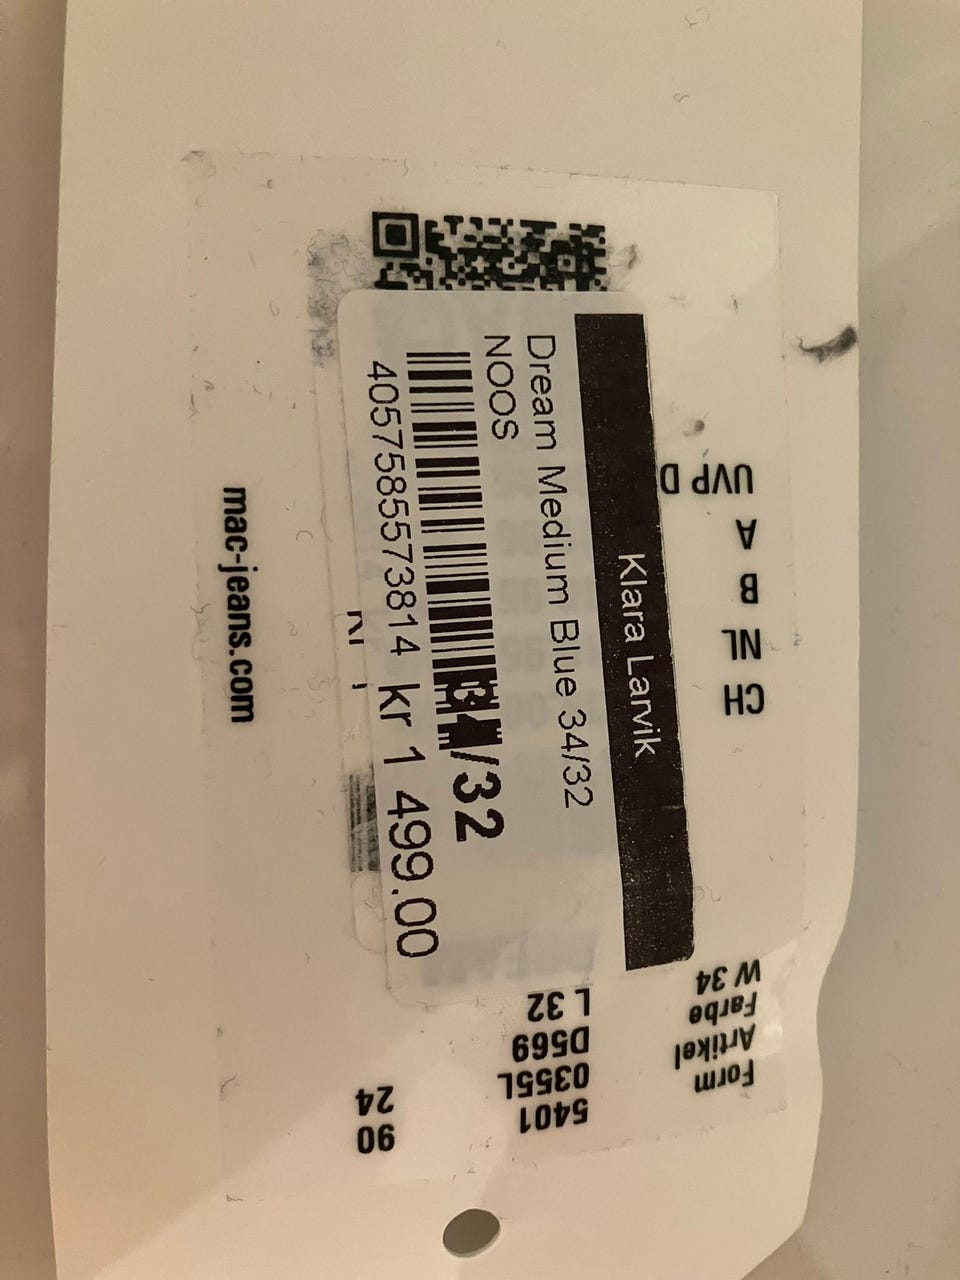 Klara Larvik
Dream Medium Blue 34/32
NOOS
34/32
4057585573814 kr 1 499.00
mac-jeans.com
Form 5401 90
Artikel 0355L 24
Farbe D569
W 34 L 32
CH
NL
B
A
UVP D